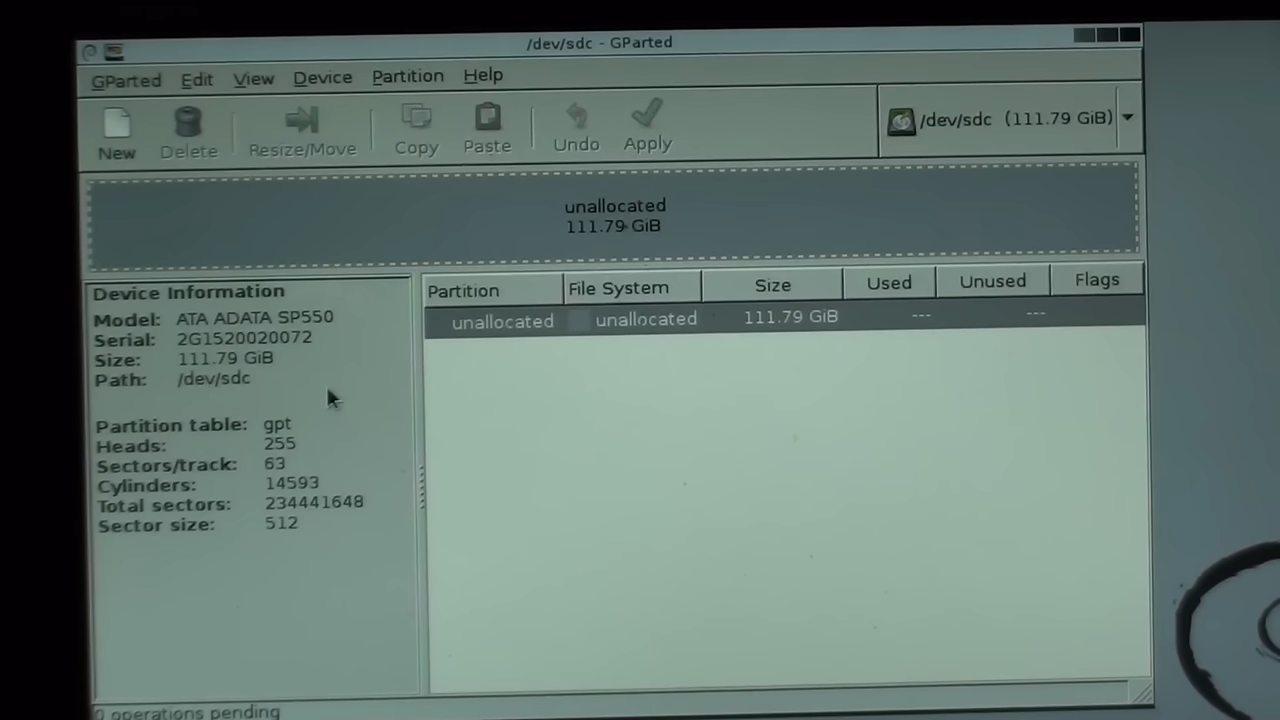 /dev/sdc - GParted
GParted Edit View Device Partition Help
New Delete Resize/Move Copy Paste Undo Apply
/dev/sdc (111.79 GiB)
unallocated
111.79 GiB
Device Information
Model: ATA ADATA SP550
Serial: 2G1520020072
Size: 111.79 GiB
Path: /dev/sdc
Partition table: gpt
Heads: 255
Sectors/track: 63
Cylinders: 14593
Total sectors: 234441648
Sector size: 512
Partition File System Size Used Unused Flags
unallocated unallocated 111.79 GiB --- ---
0 operations pending